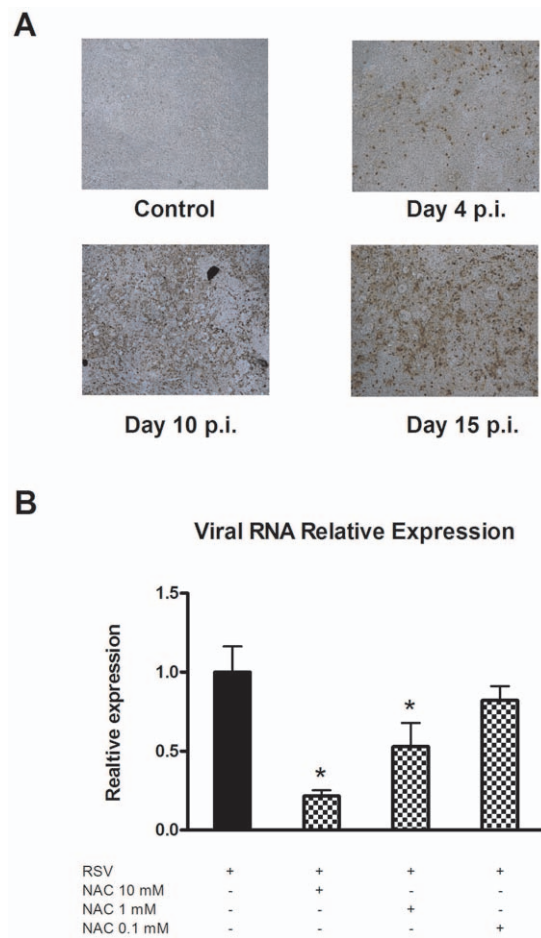 A
Control
Day 4 p.i.
Day 10 p.i.
Day 15 p.i.
B
Viral RNA Relative Expression
Realtive expression
1.5
1.0
0.5
0.0
*
*
RSV + + + +
NAC 10 mM - + - -
NAC 1 mM - - + -
NAC 0.1 mM - - - +